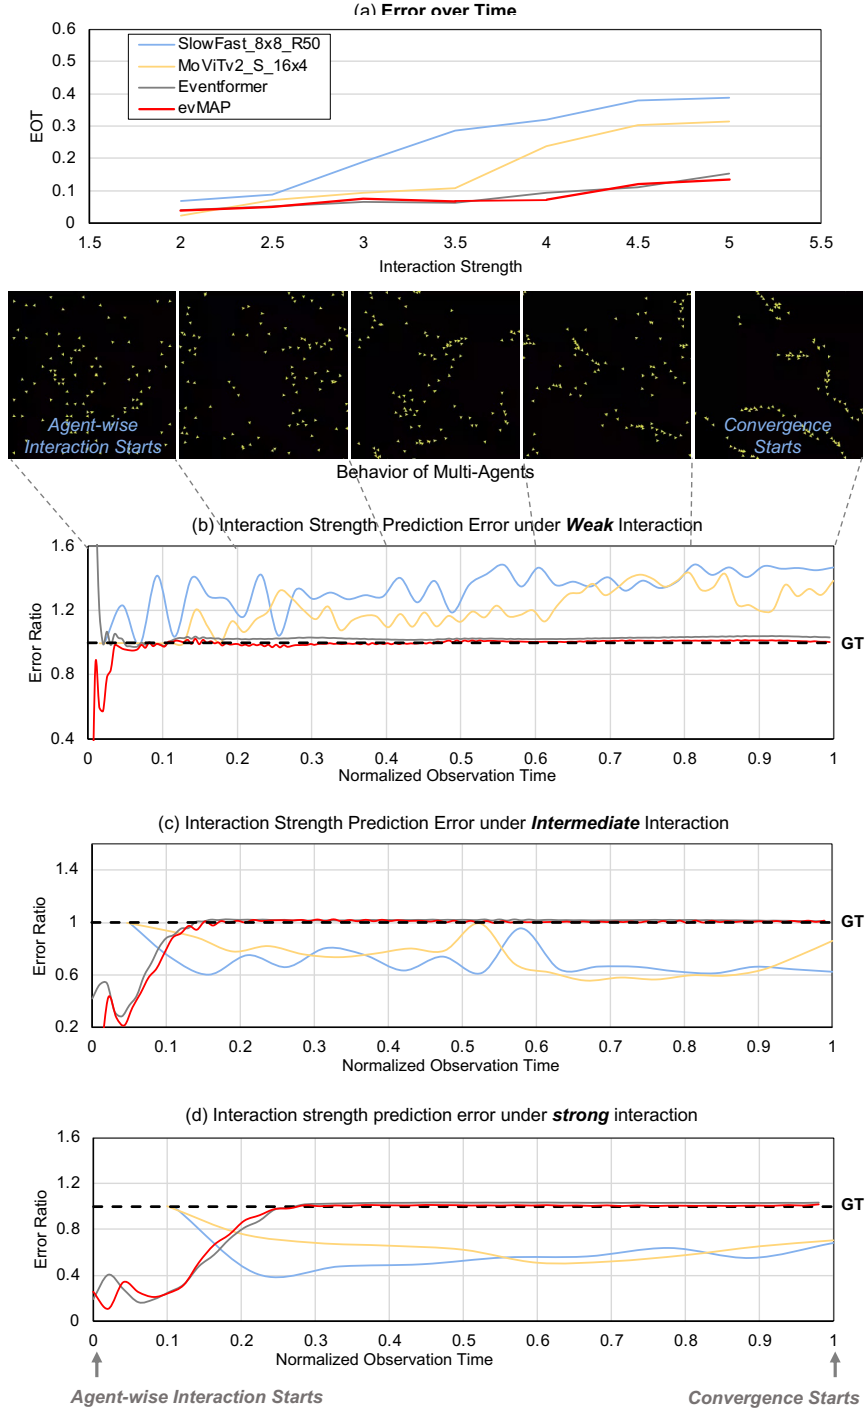 (a) Error over Time
0.6
0.5
0.4
0.3
0.2
0.1
0
EOT
SlowFast_8x8_R50
MoViTv2_S_16x4
Eventformer
evMAP
1.5 2 2.5 3 3.5 4 4.5 5 5.5
Interaction Strength
Agent-wise
Interaction Starts
Convergence
Starts
Behavior of Multi-Agents
(b) Interaction Strength Prediction Error under Weak Interaction
1.6
1.2
0.8
0.4
Error Ratio
GT
0 0.1 0.2 0.3 0.4 0.5 0.6 0.7 0.8 0.9 1
Normalized Observation Time
(c) Interaction Strength Prediction Error under Intermediate Interaction
1.4
1
0.6
0.2
Error Ratio
GT
0 0.1 0.2 0.3 0.4 0.5 0.6 0.7 0.8 0.9 1
Normalized Observation Time
(d) Interaction strength prediction error under strong interaction
1.6
1.2
0.8
0.4
0
Error Ratio
GT
0 0.1 0.2 0.3 0.4 0.5 0.6 0.7 0.8 0.9 1
Normalized Observation Time
Agent-wise Interaction Starts
Convergence Starts